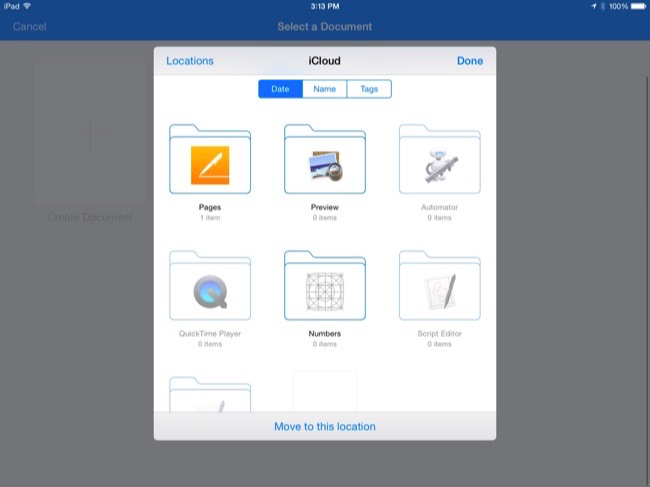 iPad
3:13 PM
100%
Cancel
Select a Document
Locations
iCloud
Done
Date
Name
Tags
Pages
1 item
Preview
0 items
Automator
0 items
Create Document
QuickTime Player
0 items
Numbers
0 items
Script Editor
0 items
Move to this location